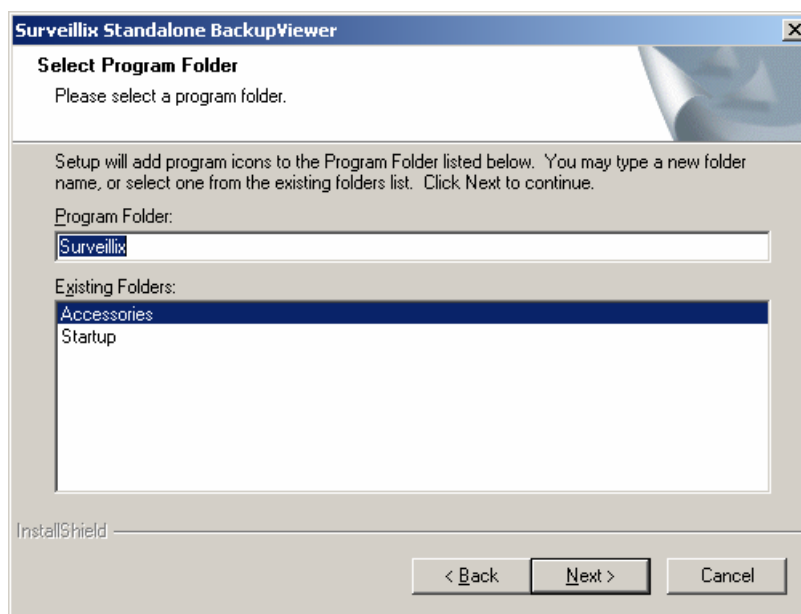 Surveillix Standalone BackupViewer
Select Program Folder
Please select a program folder.
Setup will add program icons to the Program Folder listed below. You may type a new folder
name, or select one from the existing folders list. Click Next to continue.
Program Folder:
Surveillix
Existing Folders:
Accessories
Startup
InstallShield
< Back Next > Cancel